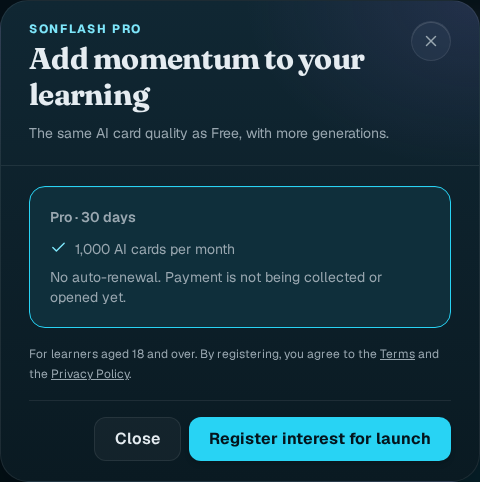 SONFLASH PRO
Add momentum to your
learning
The same AI card quality as Free, with more generations.
Pro · 30 days
1,000 AI cards per month
No auto-renewal. Payment is not being collected or
opened yet.
For learners aged 18 and over. By registering, you agree to the Terms and
the Privacy Policy.
Close
Register interest for launch